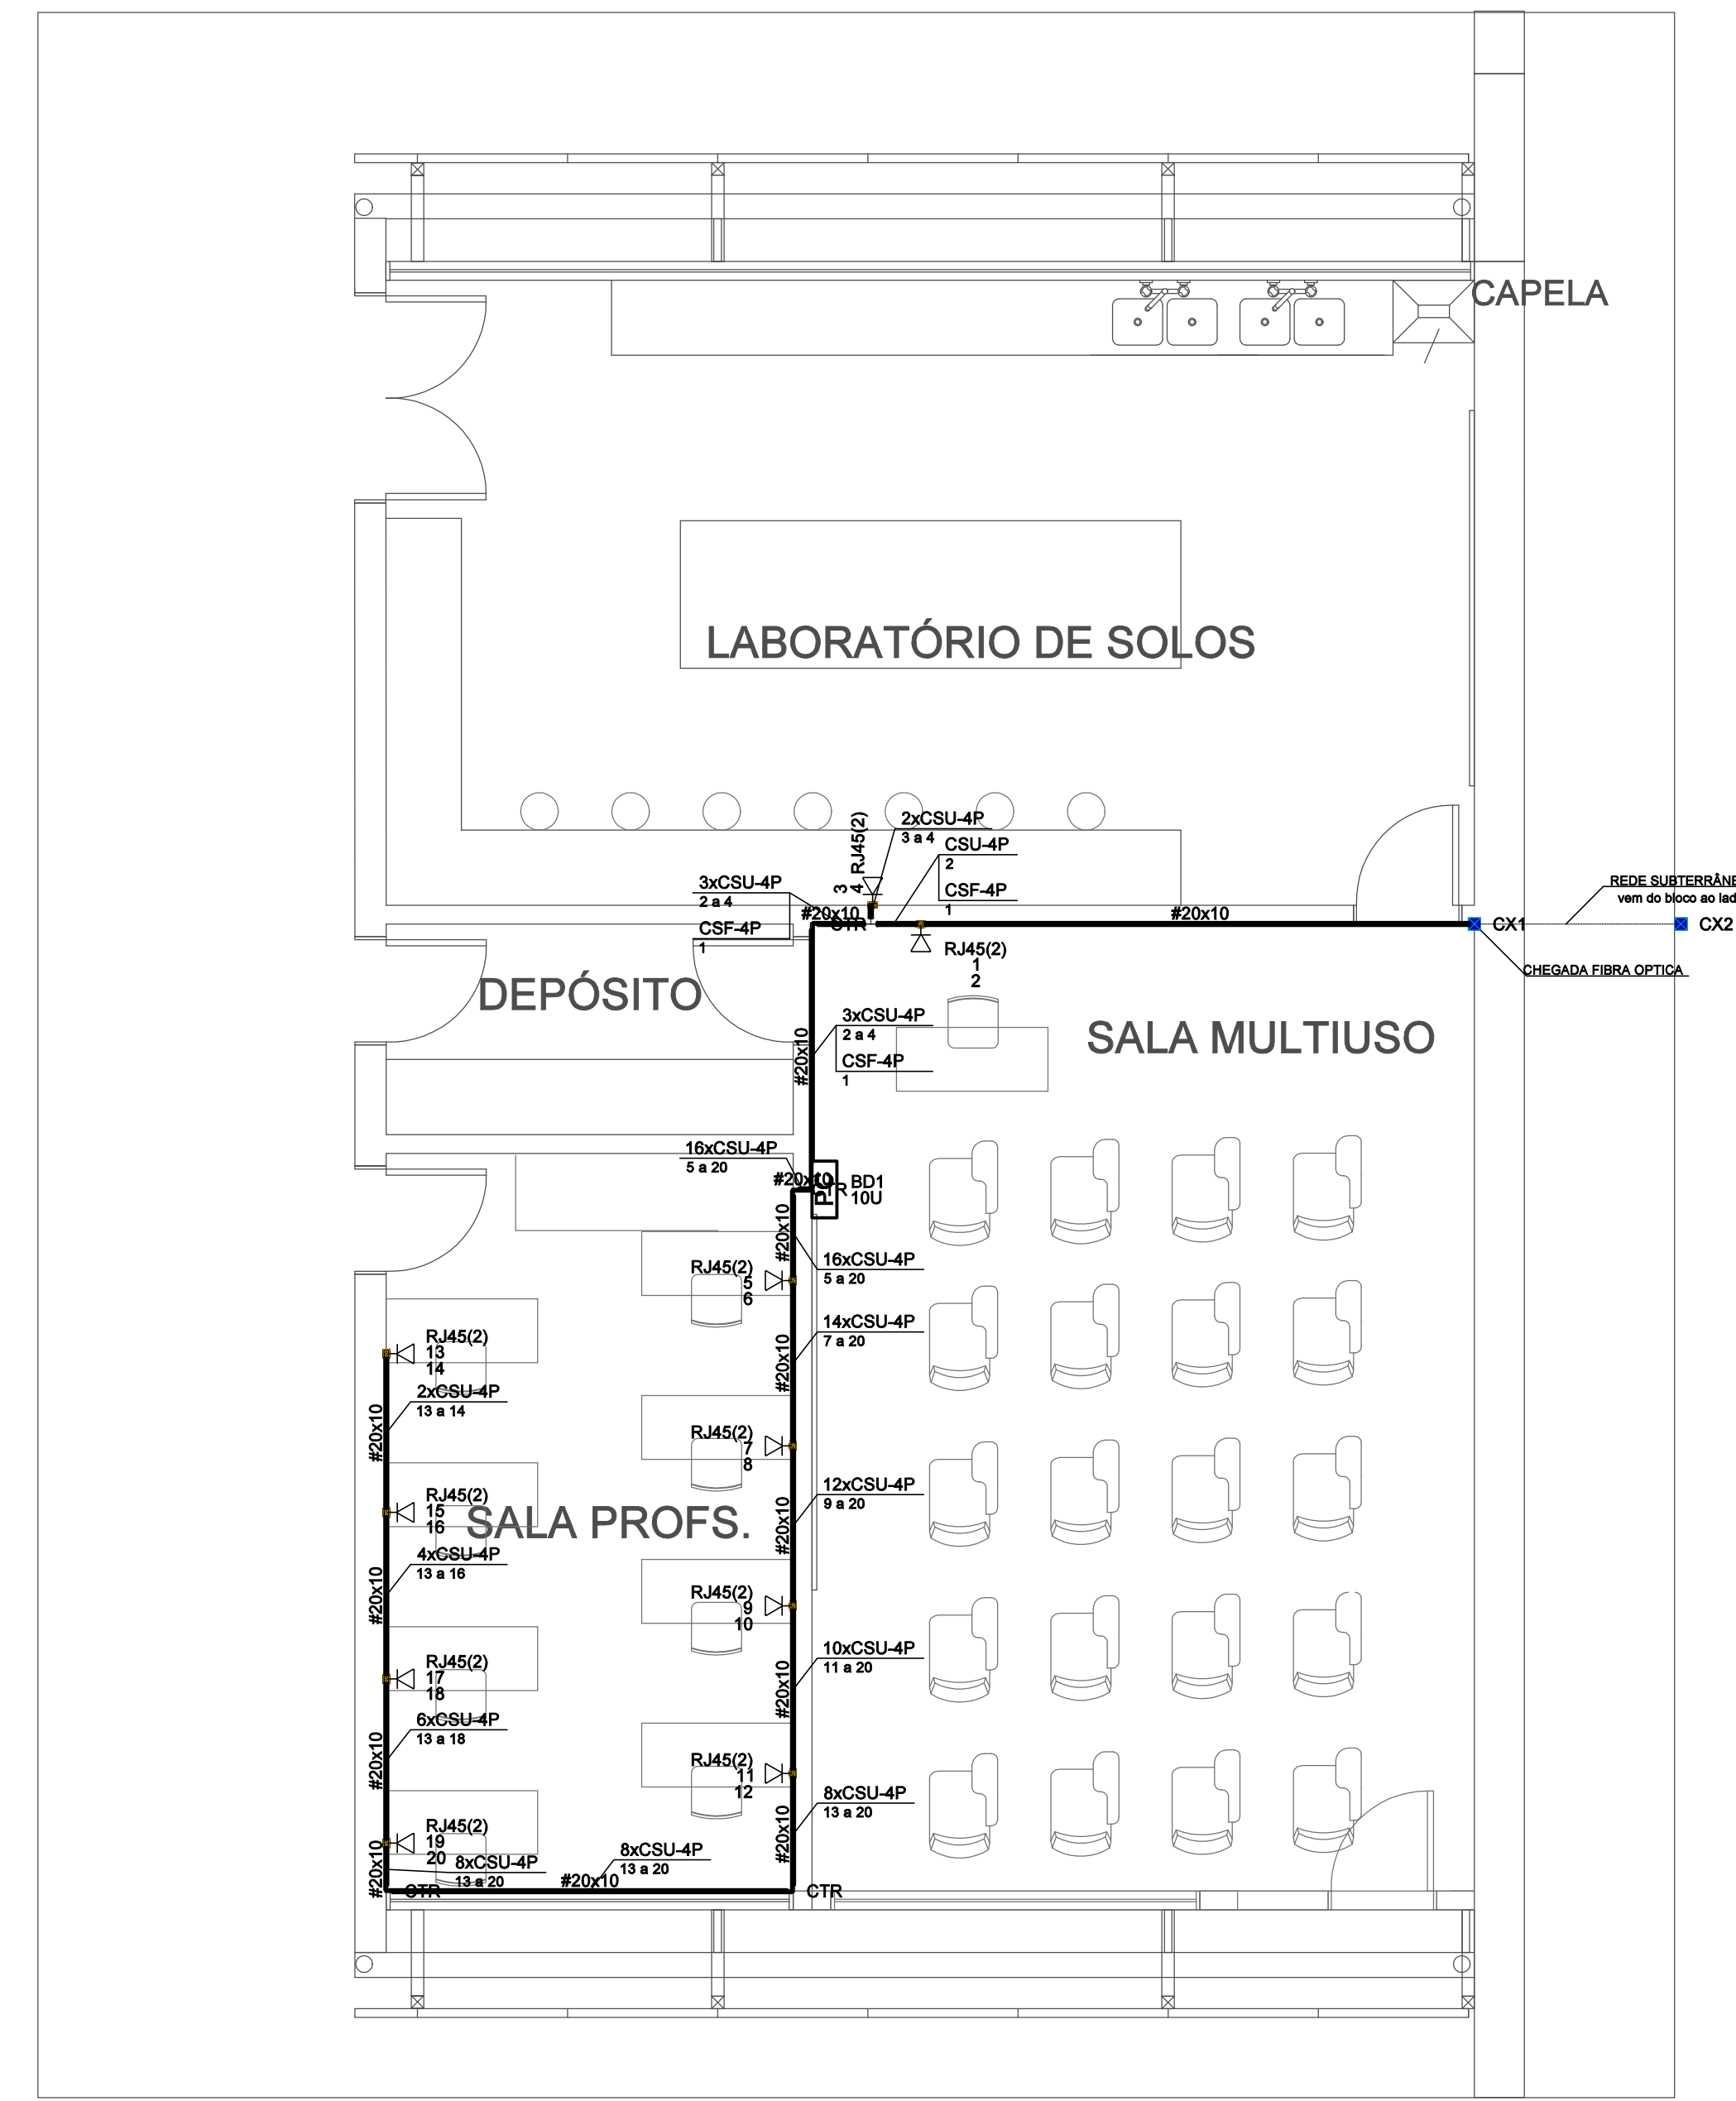 CAPELA
LABORATÓRIO DE SOLOS
RJ45(2)
3
4
2xCSU-4P
3 a 4
CSU-4P
2
CSF-4P
1
3xCSU-4P
2 a 4
CSF-4P
1
#20x10
CTR
#20x10
REDE SUBTERRÂNE
vem do bloco ao lad
CX1
CX2
RJ45(2)
1
2
CHEGADA FIBRA OPTICA
DEPÓSITO
SALA MULTIUSO
3xCSU-4P
2 a 4
CSF-4P
1
#20x10
16xCSU-4P
5 a 20
#20x10
BD1
10U
#20x10
16xCSU-4P
5 a 20
RJ45(2)
5
6
14xCSU-4P
7 a 20
#20x10
RJ45(2)
13
14
2xCSU-4P
13 a 14
#20x10
RJ45(2)
7
8
12xCSU-4P
9 a 20
#20x10
RJ45(2)
15
16
SALA PROFS.
4xCSU-4P
13 a 16
#20x10
RJ45(2)
9
10
10xCSU-4P
11 a 20
#20x10
RJ45(2)
17
18
6xCSU-4P
13 a 18
#20x10
RJ45(2)
11
12
8xCSU-4P
13 a 20
#20x10
RJ45(2)
19
20
8xCSU-4P
13 a 20
#20x10
8xCSU-4P
13 a 20
#20x10
CTR
CTR